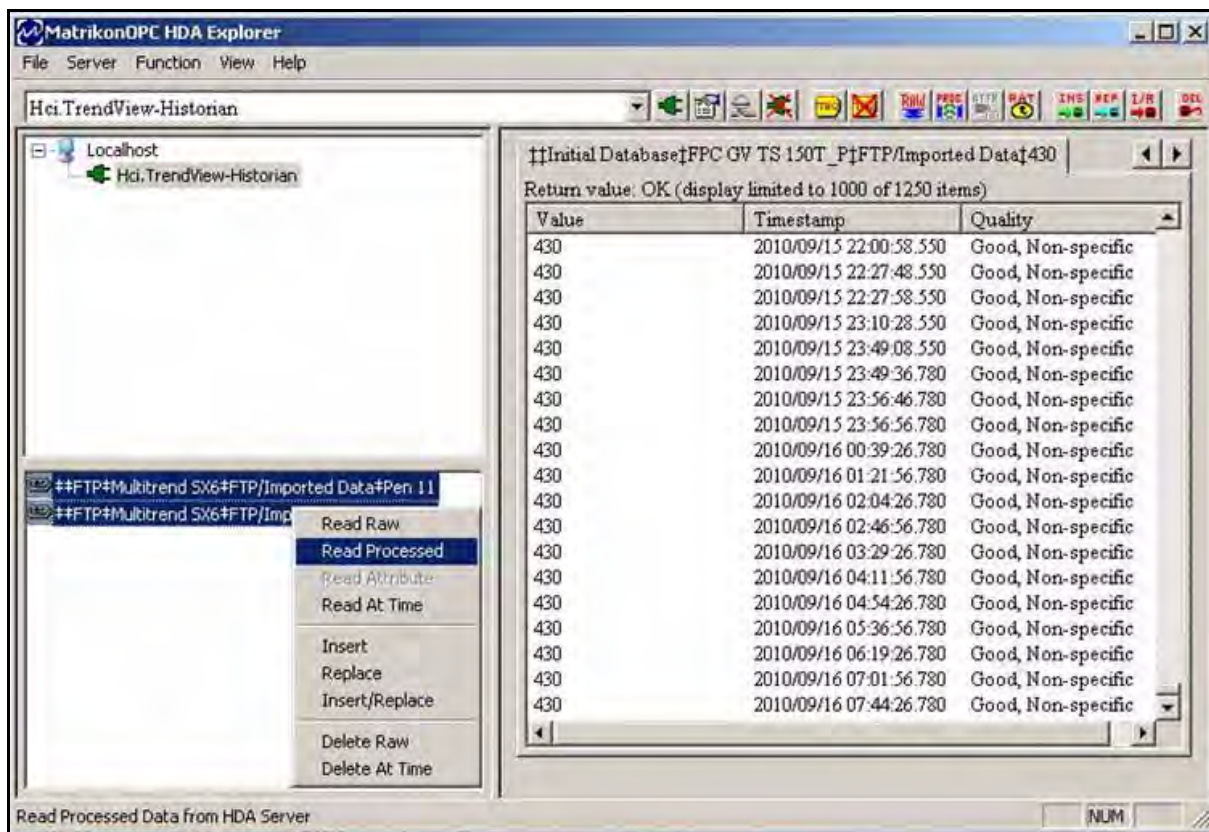 MatrikonOPC HDA Explorer
File Server Function View Help
Hci.TrendView-Historian
Localhost
Hci.TrendView-Historian
‡‡FTP‡Multitrend SX6‡FTP/Imported Data‡Pen 11
‡‡FTP‡Multitrend SX6‡FTP/Imp
Read Raw
Read Processed
Read Attribute
Read At Time
Insert
Replace
Insert/Replace
Delete Raw
Delete At Time
RAW PROC RAT INS REP I/R DEL
‡‡Initial Database‡FPC GV TS 150T_P‡FTP/Imported Data‡430
Return value: OK (display limited to 1000 of 1250 items)
Value Timestamp Quality
430 2010/09/15 22:00:58.550 Good, Non-specific
430 2010/09/15 22:27:48.550 Good, Non-specific
430 2010/09/15 22:27:58.550 Good, Non-specific
430 2010/09/15 23:10:28.550 Good, Non-specific
430 2010/09/15 23:49:08.550 Good, Non-specific
430 2010/09/15 23:49:36.780 Good, Non-specific
430 2010/09/15 23:56:46.780 Good, Non-specific
430 2010/09/15 23:56:56.780 Good, Non-specific
430 2010/09/16 00:39:26.780 Good, Non-specific
430 2010/09/16 01:21:56.780 Good, Non-specific
430 2010/09/16 02:04:26.780 Good, Non-specific
430 2010/09/16 02:46:56.780 Good, Non-specific
430 2010/09/16 03:29:26.780 Good, Non-specific
430 2010/09/16 04:11:56.780 Good, Non-specific
430 2010/09/16 04:54:26.780 Good, Non-specific
430 2010/09/16 05:36:56.780 Good, Non-specific
430 2010/09/16 06:19:26.780 Good, Non-specific
430 2010/09/16 07:01:56.780 Good, Non-specific
430 2010/09/16 07:44:26.780 Good, Non-specific
Read Processed Data from HDA Server
NUM